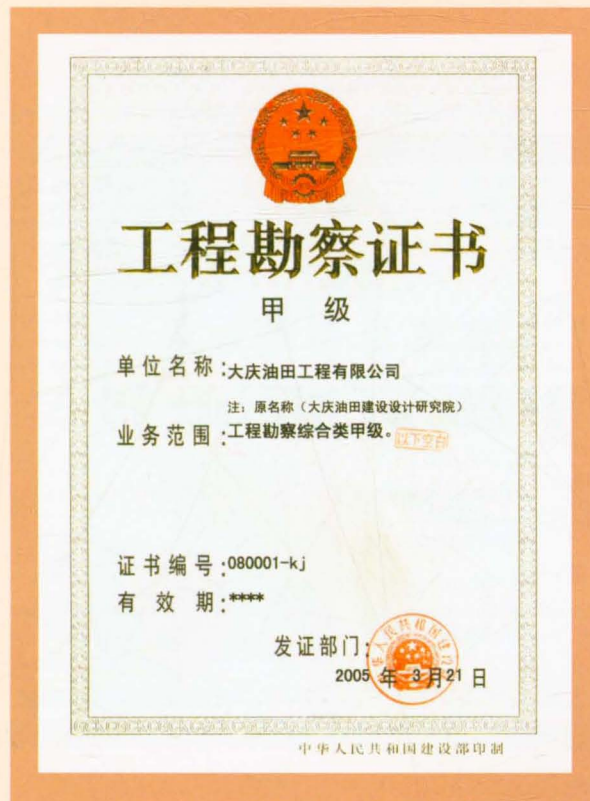 工程勘察证书
甲 级
单位名称:大庆油田工程有限公司
注：原名称（大庆油田建设设计研究院）
业务范围:工程勘察综合类甲级。 以下空白
证书编号:080001-kj
有 效 期:****
发证部门:
2005 年 3 月 21 日
中华人民共和国建设部印制